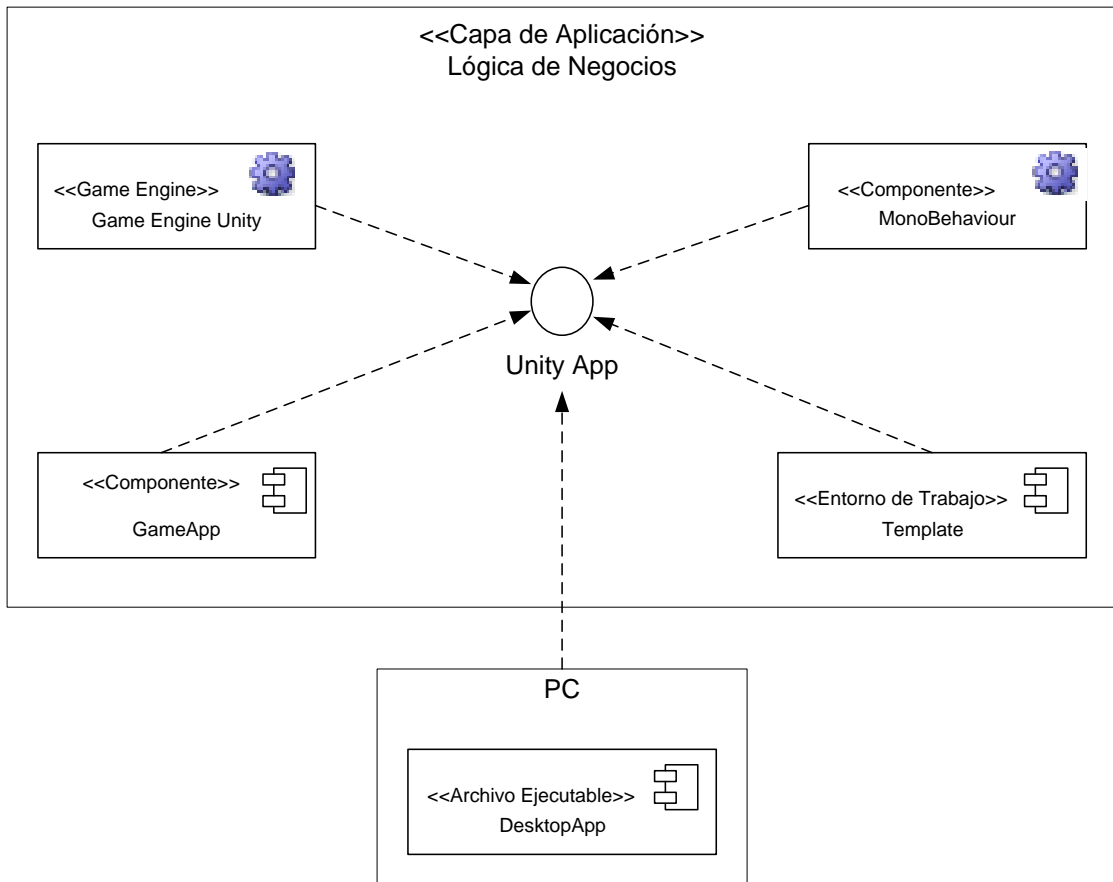 <<Capa de Aplicación>>
Lógica de Negocios
<<Game Engine>>
Game Engine Unity
<<Componente>>
MonoBehaviour
Unity App
<<Componente>>
GameApp
<<Entorno de Trabajo>>
Template
PC
<<Archivo Ejecutable>>
DesktopApp